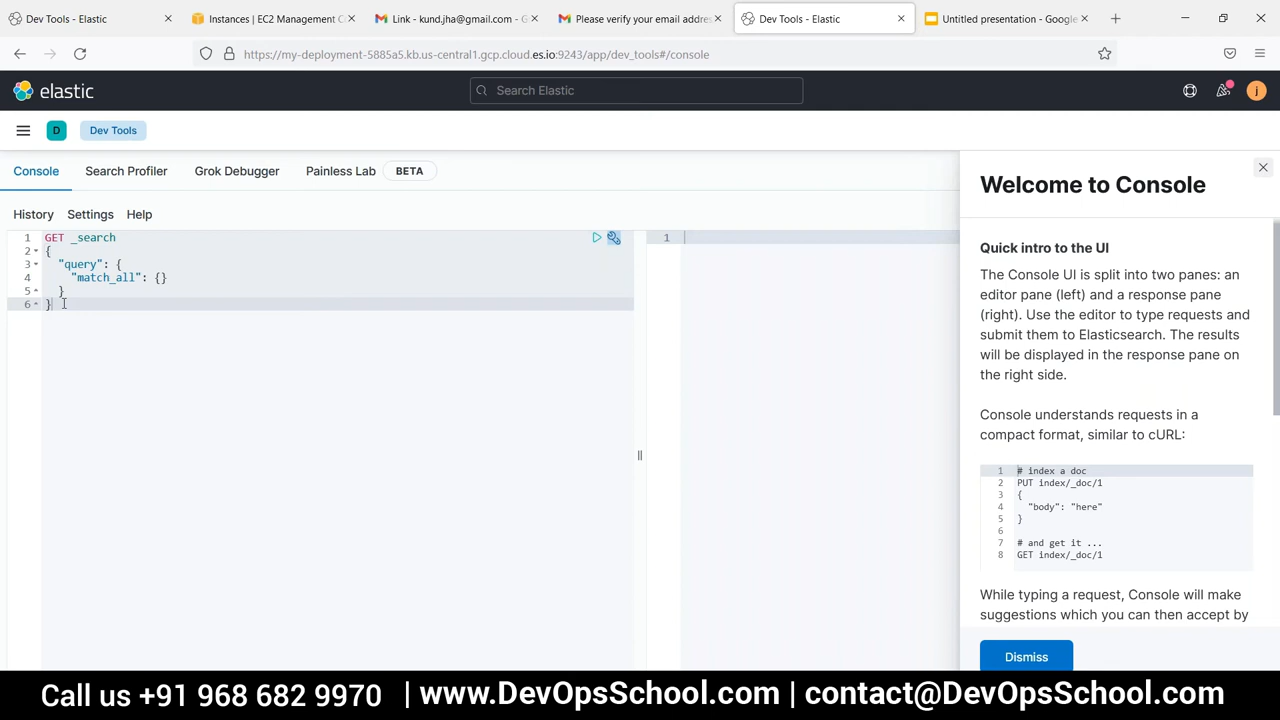 Dev Tools - Elastic
Instances | EC2 Management C
Link - kund.jha@gmail.com - G
Please verify your email addres
Dev Tools - Elastic
Untitled presentation - Google
https://my-deployment-5885a5.kb.us-central1.gcp.cloud.es.io:9243/app/dev_tools#/console
elastic
Search Elastic
j
D
Dev Tools
Console
Search Profiler
Grok Debugger
Painless Lab
BETA
History
Settings
Help
1 GET _search
2 {
3 "query": {
4 "match_all": {}
5 }
6 }
1
Welcome to Console
Quick intro to the UI
The Console UI is split into two panes: an
editor pane (left) and a response pane
(right). Use the editor to type requests and
submit them to Elasticsearch. The results
will be displayed in the response pane on
the right side.
Console understands requests in a
compact format, similar to cURL:
1 # index a doc
2 PUT index/_doc/1
3 {
4 "body": "here"
5 }
6
7 # and get it ...
8 GET index/_doc/1
While typing a request, Console will make
suggestions which you can then accept by
Dismiss
Call us +91 968 682 9970 | www.DevOpsSchool.com | contact@DevOpsSchool.com